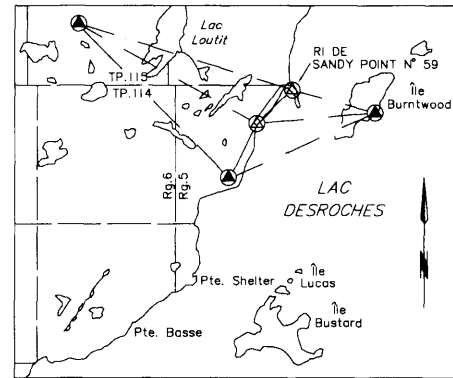 Lac
Loutit
RI DE
SANDY POINT Nº 59
TP. 115
TP. 114
Île
Burntwood
Rg. 6
Rg. 5
LAC
DESROCHES
N
Pte. Shelter
Île
Lucas
Île
Bustard
Pte. Basse